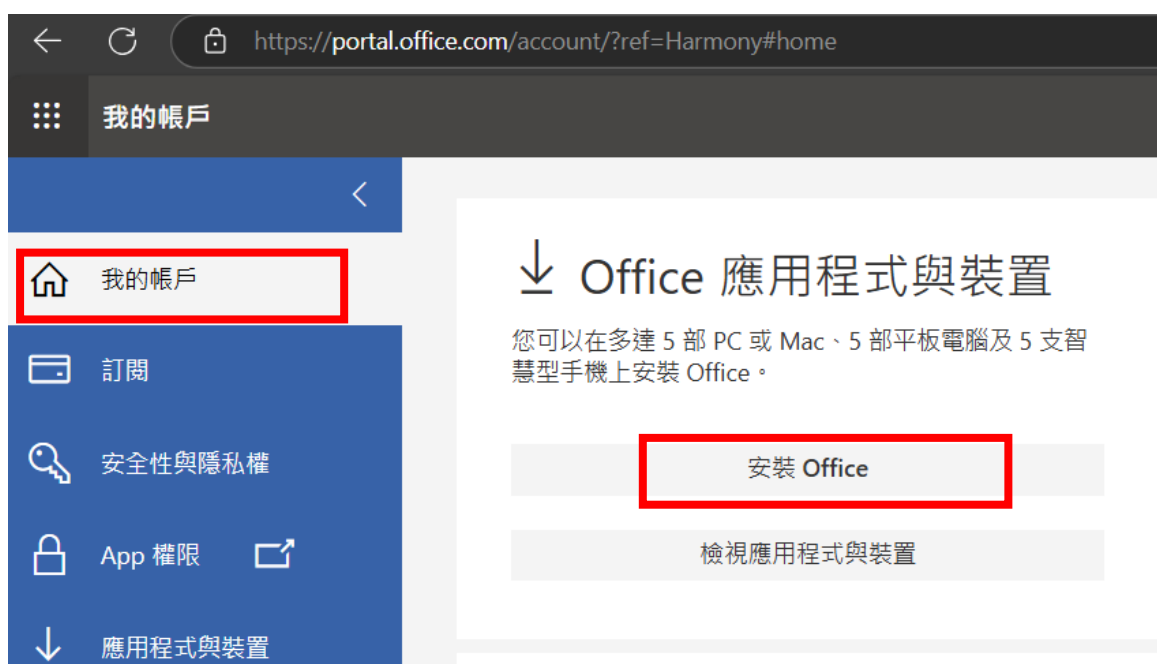 https://portal.office.com/account/?ref=Harmony#home
我的帳戶
我的帳戶
訂閱
安全性與隱私權
App 權限
應用程式與裝置
Office 應用程式與裝置
您可以在多達 5 部 PC 或 Mac、5 部平板電腦及 5 支智
慧型手機上安裝 Office。
安裝 Office
檢視應用程式與裝置